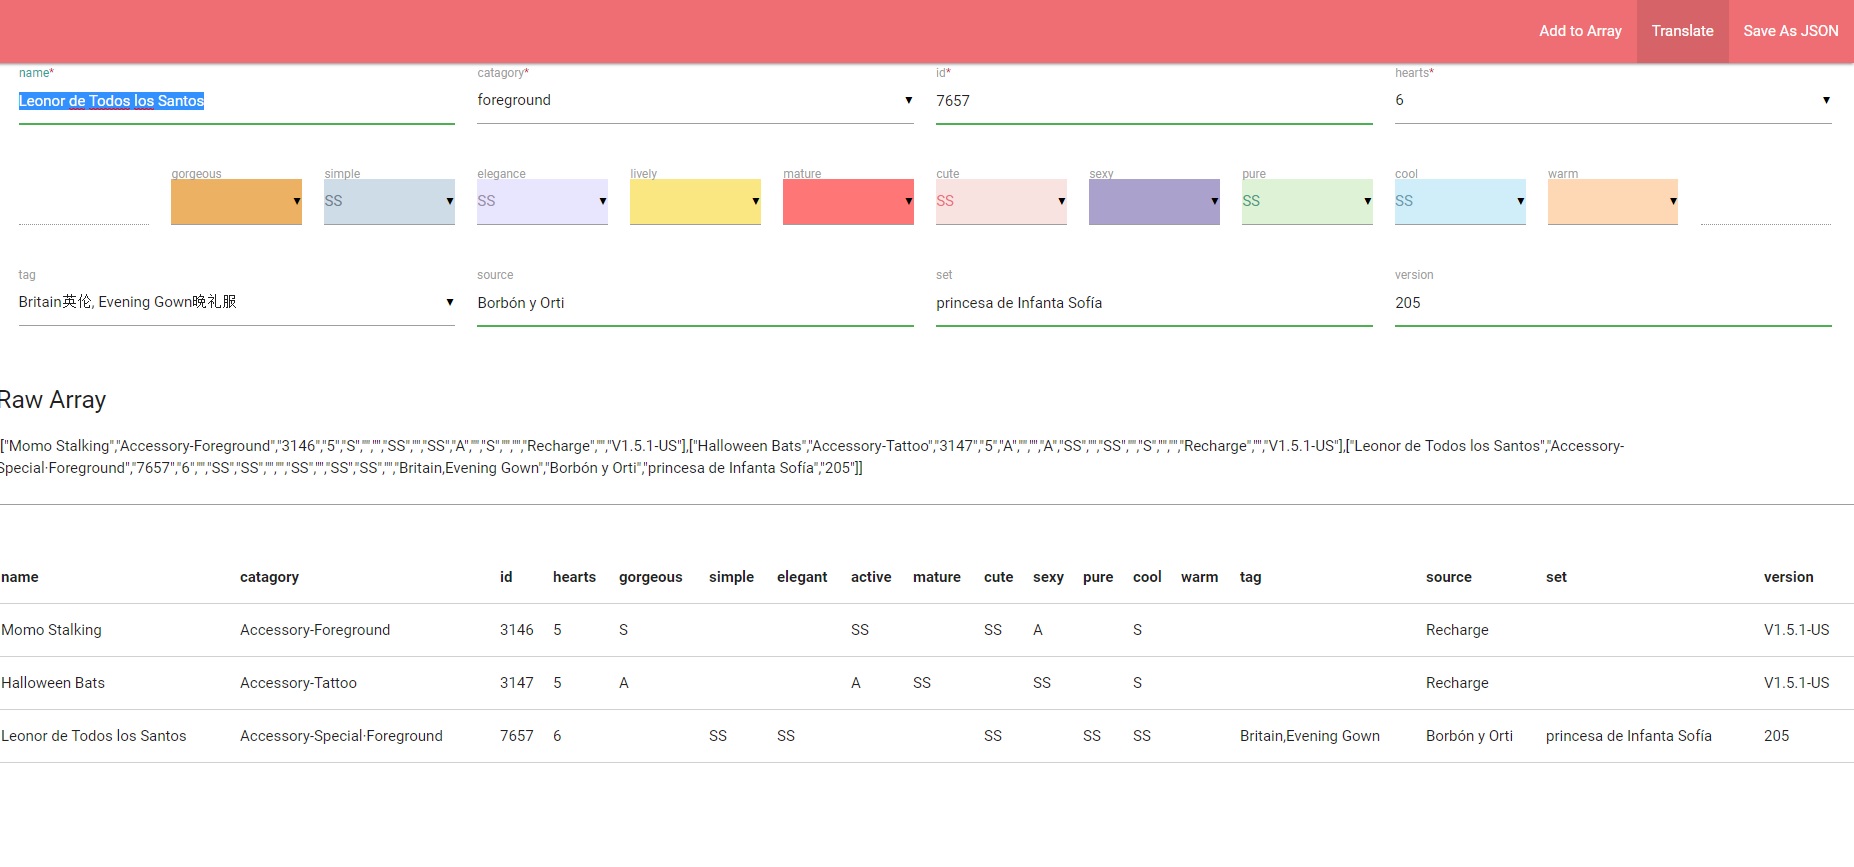 Add to Array Translate Save As JSON
name* catagory* id* hearts*
Leonor de Todos los Santos foreground 7657 6
gorgeous simple elegance lively mature cute sexy pure cool warm
SS SS SS SS SS
tag source set version
Britain英伦, Evening Gown晚礼服 Borbón y Orti princesa de Infanta Sofía 205
Raw Array
[["Momo Stalking","Accessory-Foreground","3146","5","S","","","SS","","SS","A","","S","","","Recharge","","V1.5.1-US"],["Halloween Bats","Accessory-Tattoo","3147","5","A","","","A","SS","","SS","","S","","","Recharge","","V1.5.1-US"],["Leonor de Todos los Santos","Accessory-
Special·Foreground","7657","6","","SS","SS","","","SS","","SS","SS","","Britain,Evening Gown","Borbón y Orti","princesa de Infanta Sofía","205"]]
name catagory id hearts gorgeous simple elegant active mature cute sexy pure cool warm tag source set version
Momo Stalking Accessory-Foreground 3146 5 S SS SS A S Recharge V1.5.1-US
Halloween Bats Accessory-Tattoo 3147 5 A A SS SS S Recharge V1.5.1-US
Leonor de Todos los Santos Accessory-Special·Foreground 7657 6 SS SS SS SS SS Britain,Evening Gown Borbón y Orti princesa de Infanta Sofía 205